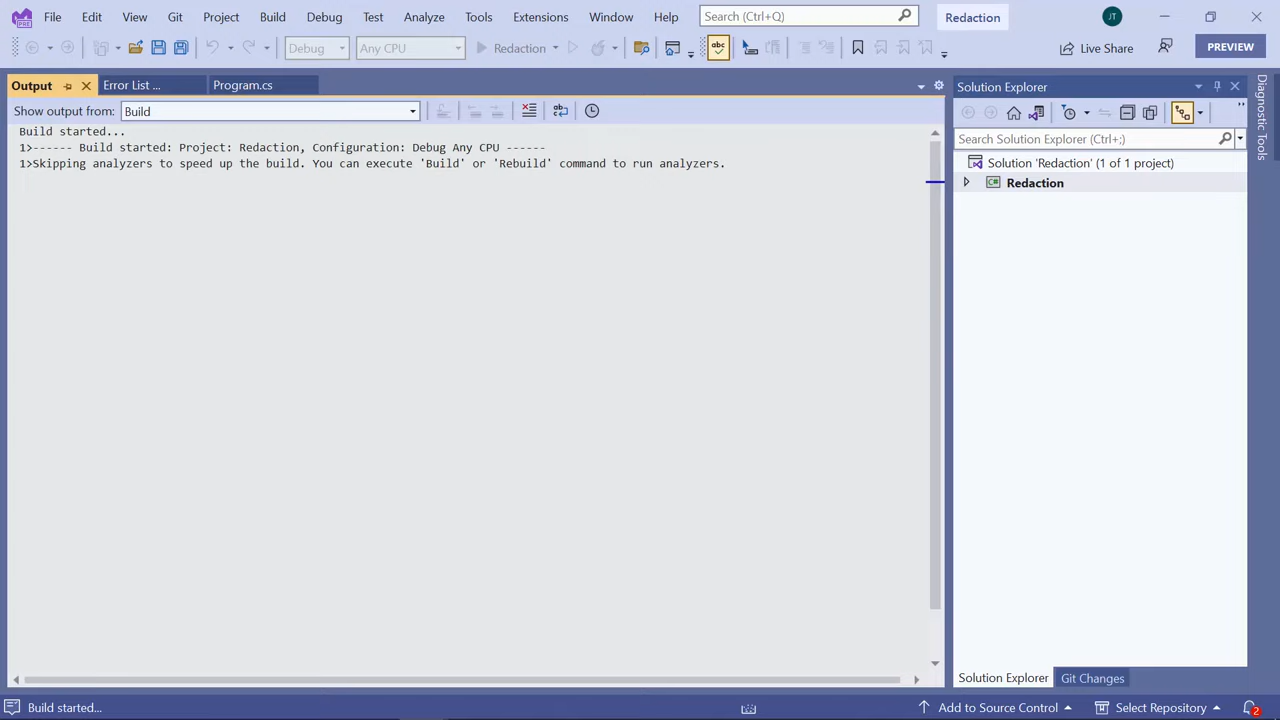 File Edit View Git Project Build Debug Test Analyze Tools Extensions Window Help Search (Ctrl+Q) Redaction JT
PRE
Debug Any CPU Redaction abc Live Share PREVIEW
Output Error List ... Program.cs
Show output from: Build
Build started...
1>------ Build started: Project: Redaction, Configuration: Debug Any CPU ------
1>Skipping analyzers to speed up the build. You can execute 'Build' or 'Rebuild' command to run analyzers.
Solution Explorer
Search Solution Explorer (Ctrl+;)
Solution 'Redaction' (1 of 1 project)
C# Redaction
Solution Explorer Git Changes
Diagnostic Tools
Build started... Add to Source Control Select Repository 2